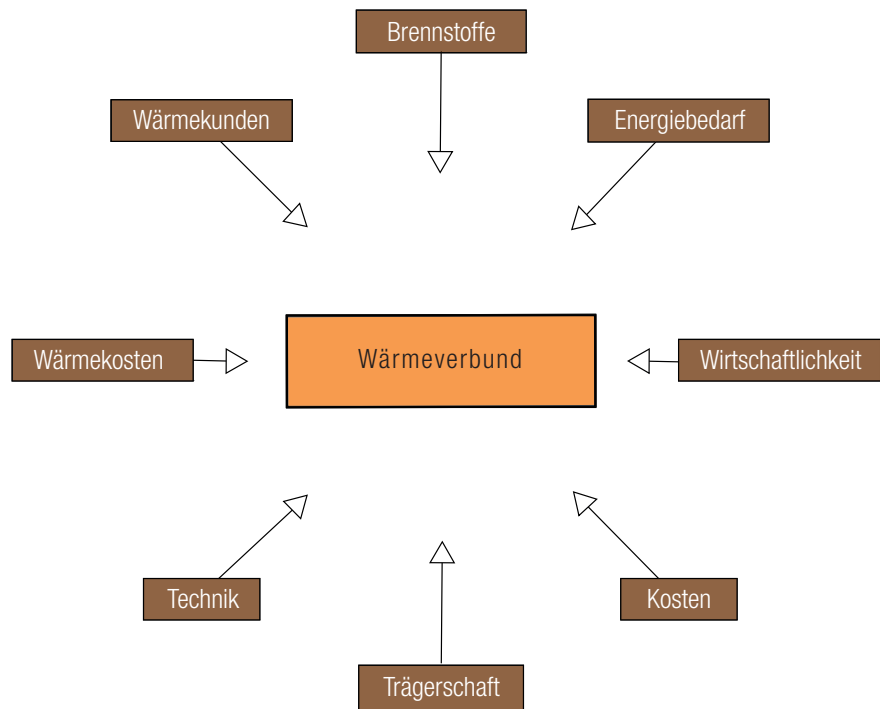 Brennstoffe
Wärmekunden
Energiebedarf
Wärmekosten
Wärmeverbund
Wirtschaftlichkeit
Technik
Kosten
Trägerschaft